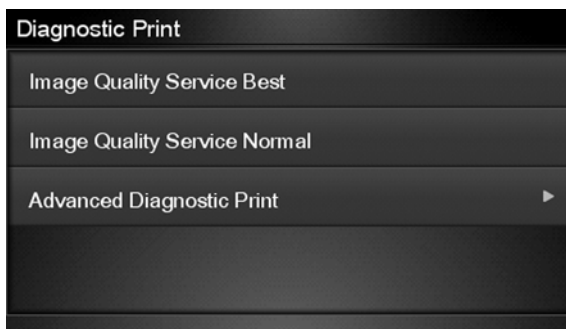 Diagnostic Print
Image Quality Service Best
Image Quality Service Normal
Advanced Diagnostic Print